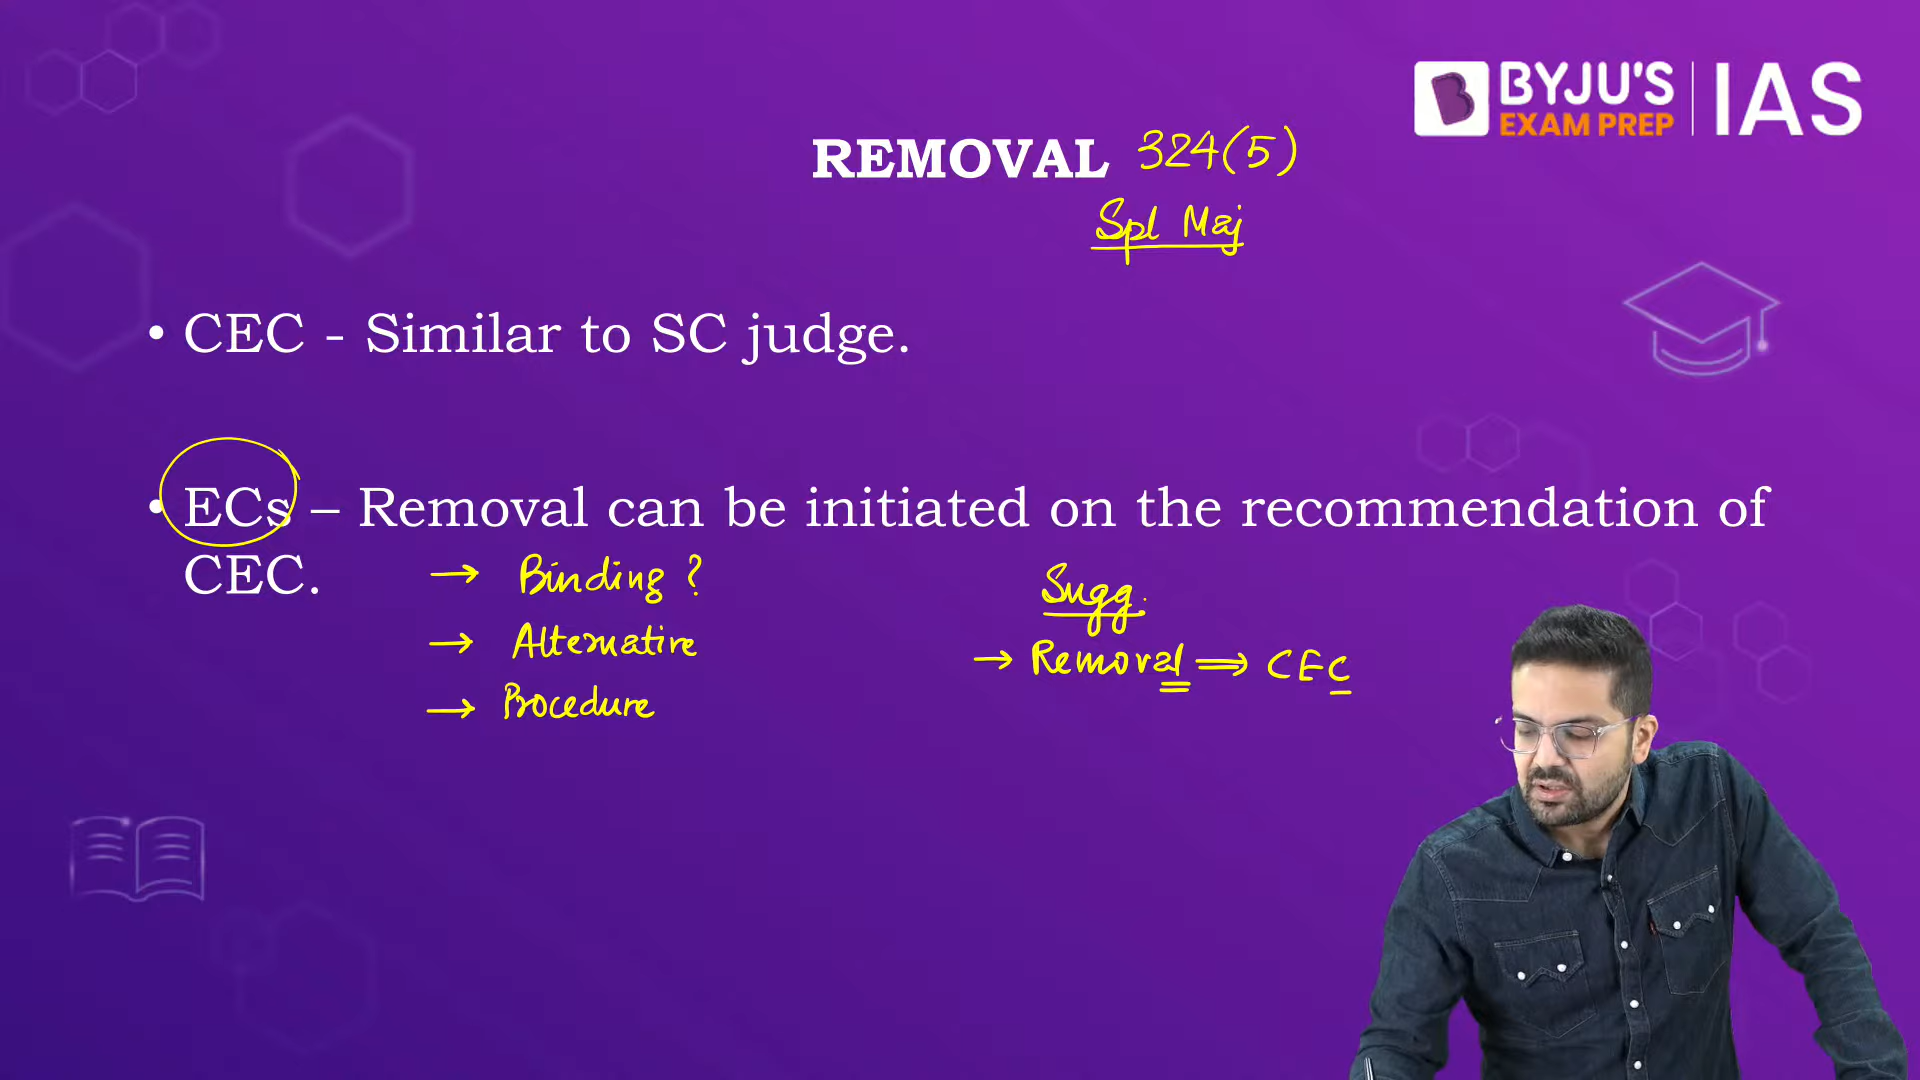 BYJU'S
EXAM PREP
IAS
REMOVAL 324(5)
Spl Maj
• CEC - Similar to SC judge.
• ECs – Removal can be initiated on the recommendation of
CEC.
→ Binding ?
→ Alternative
→ Procedure
Sugg.
→ Removal ⟹ CEC